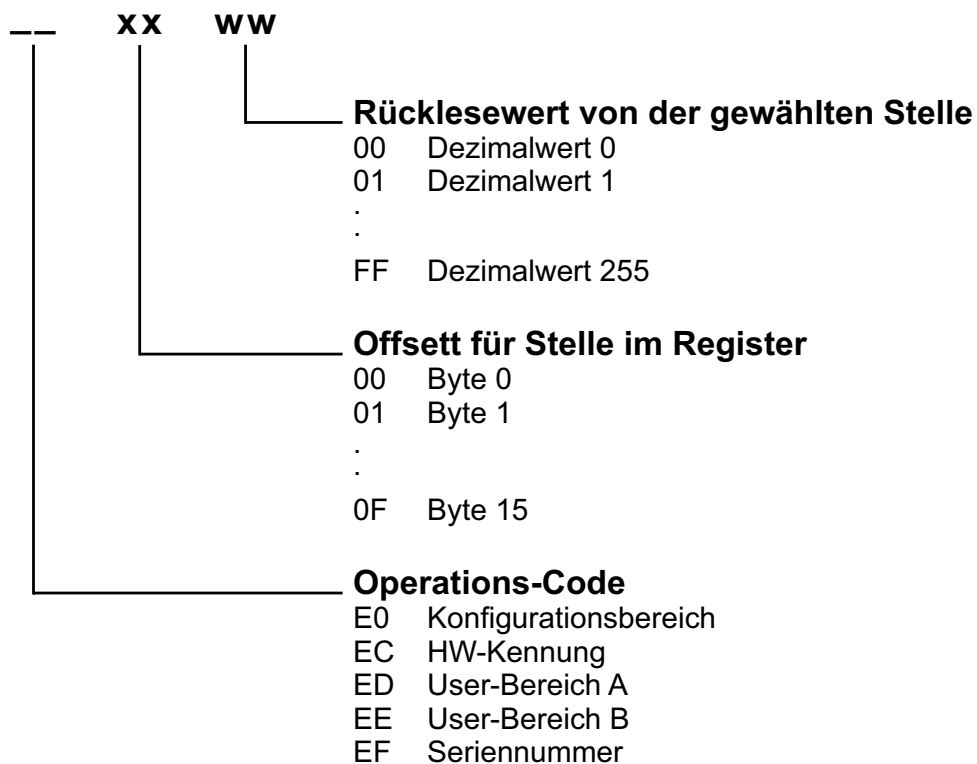 __ xx ww
Rücklesewert von der gewählten Stelle
00 Dezimalwert 0
01 Dezimalwert 1
.
.
FF Dezimalwert 255
Offsett für Stelle im Register
00 Byte 0
01 Byte 1
.
.
0F Byte 15
Operations-Code
E0 Konfigurationsbereich
EC HW-Kennung
ED User-Bereich A
EE User-Bereich B
EF Seriennummer